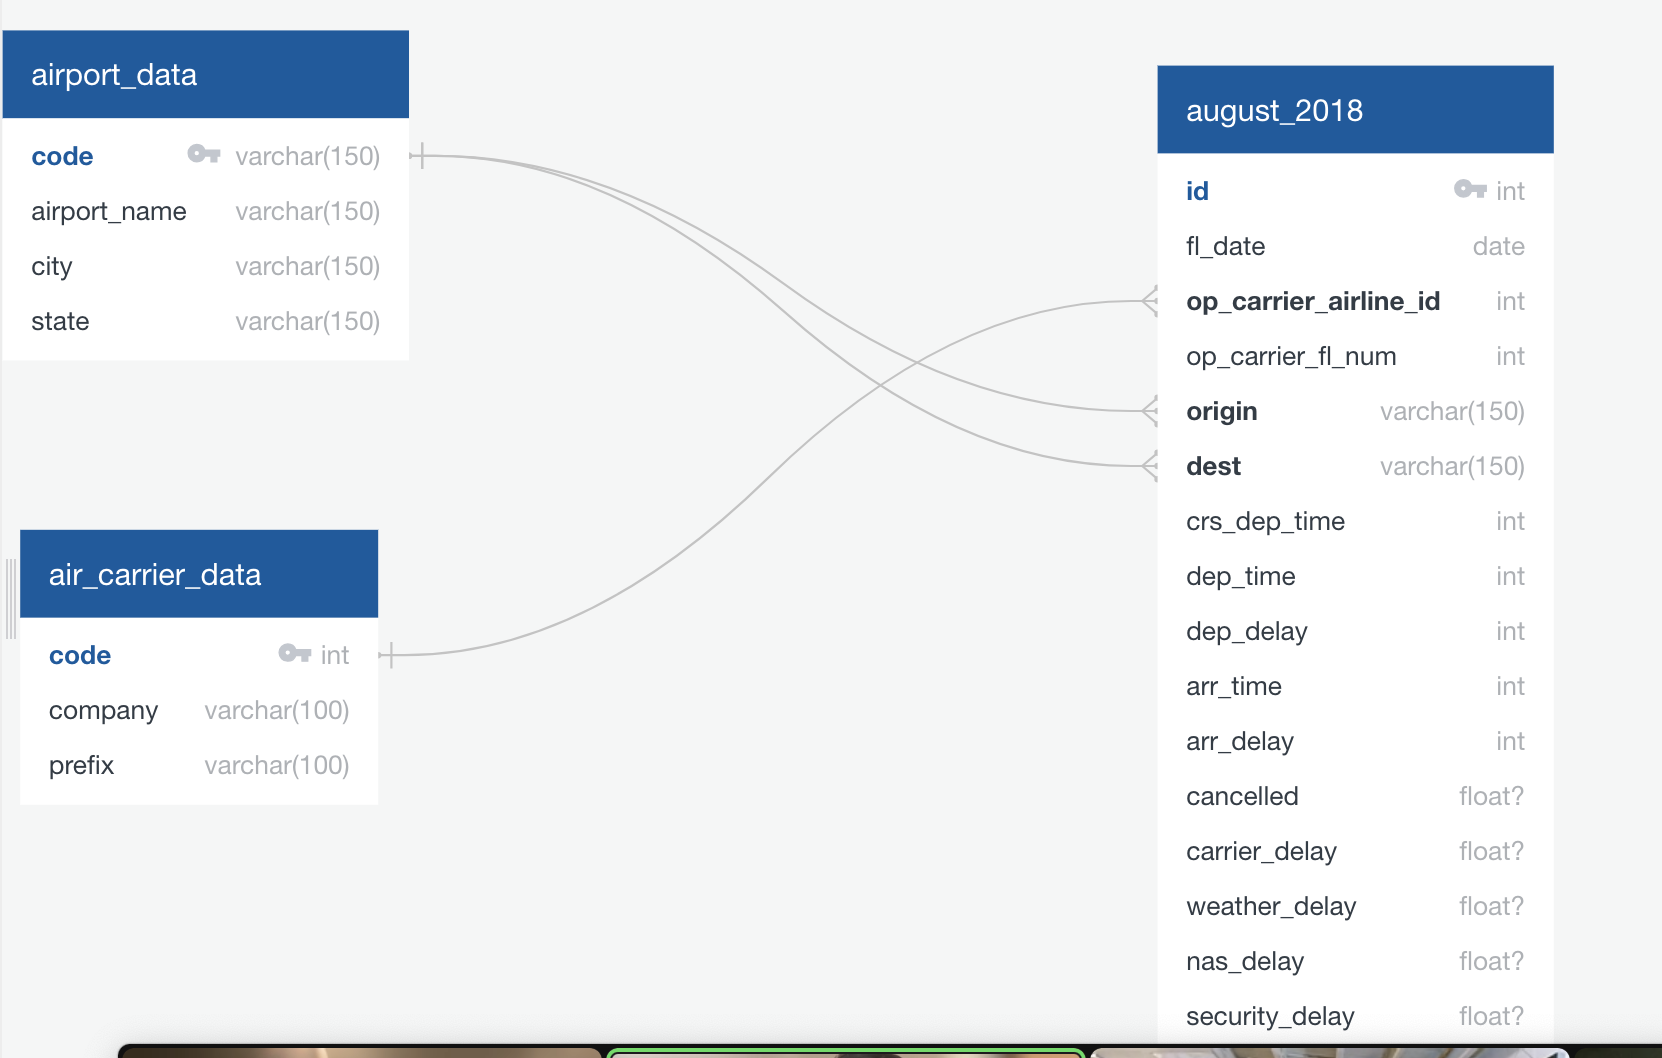 airport_data
code varchar(150)
airport_name varchar(150)
city varchar(150)
state varchar(150)
air_carrier_data
code int
company varchar(100)
prefix varchar(100)
august_2018
id int
fl_date date
op_carrier_airline_id int
op_carrier_fl_num int
origin varchar(150)
dest varchar(150)
crs_dep_time int
dep_time int
dep_delay int
arr_time int
arr_delay int
cancelled float?
carrier_delay float?
weather_delay float?
nas_delay float?
security_delay float?